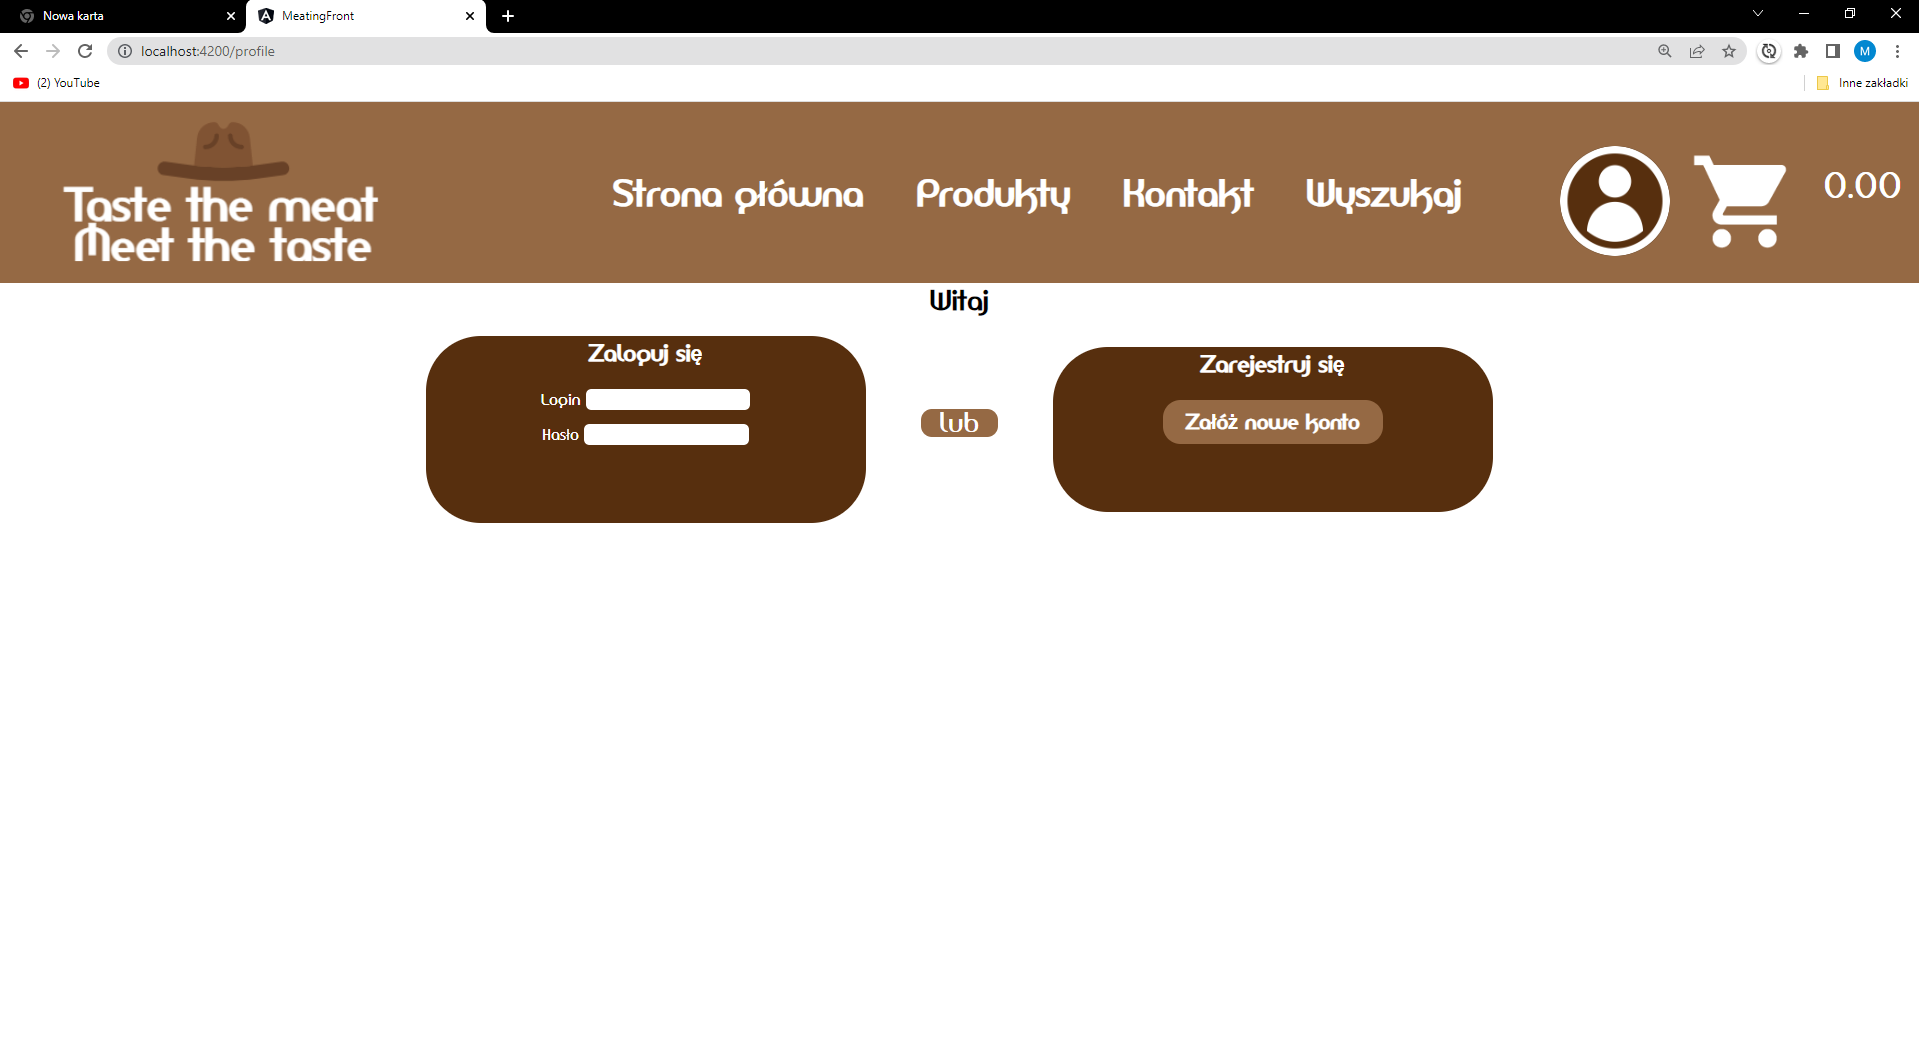 Nowa karta
MeatingFront
localhost:4200/profile
M
(2) YouTube
Inne zakładki
Taste the meat
Meet the taste
Strona główna
Produkty
Kontakt
Wyszukaj
0.00
Witaj
Zaloguj się
Login
Hasło
lub
Zarejestruj się
Załóż nowe konto